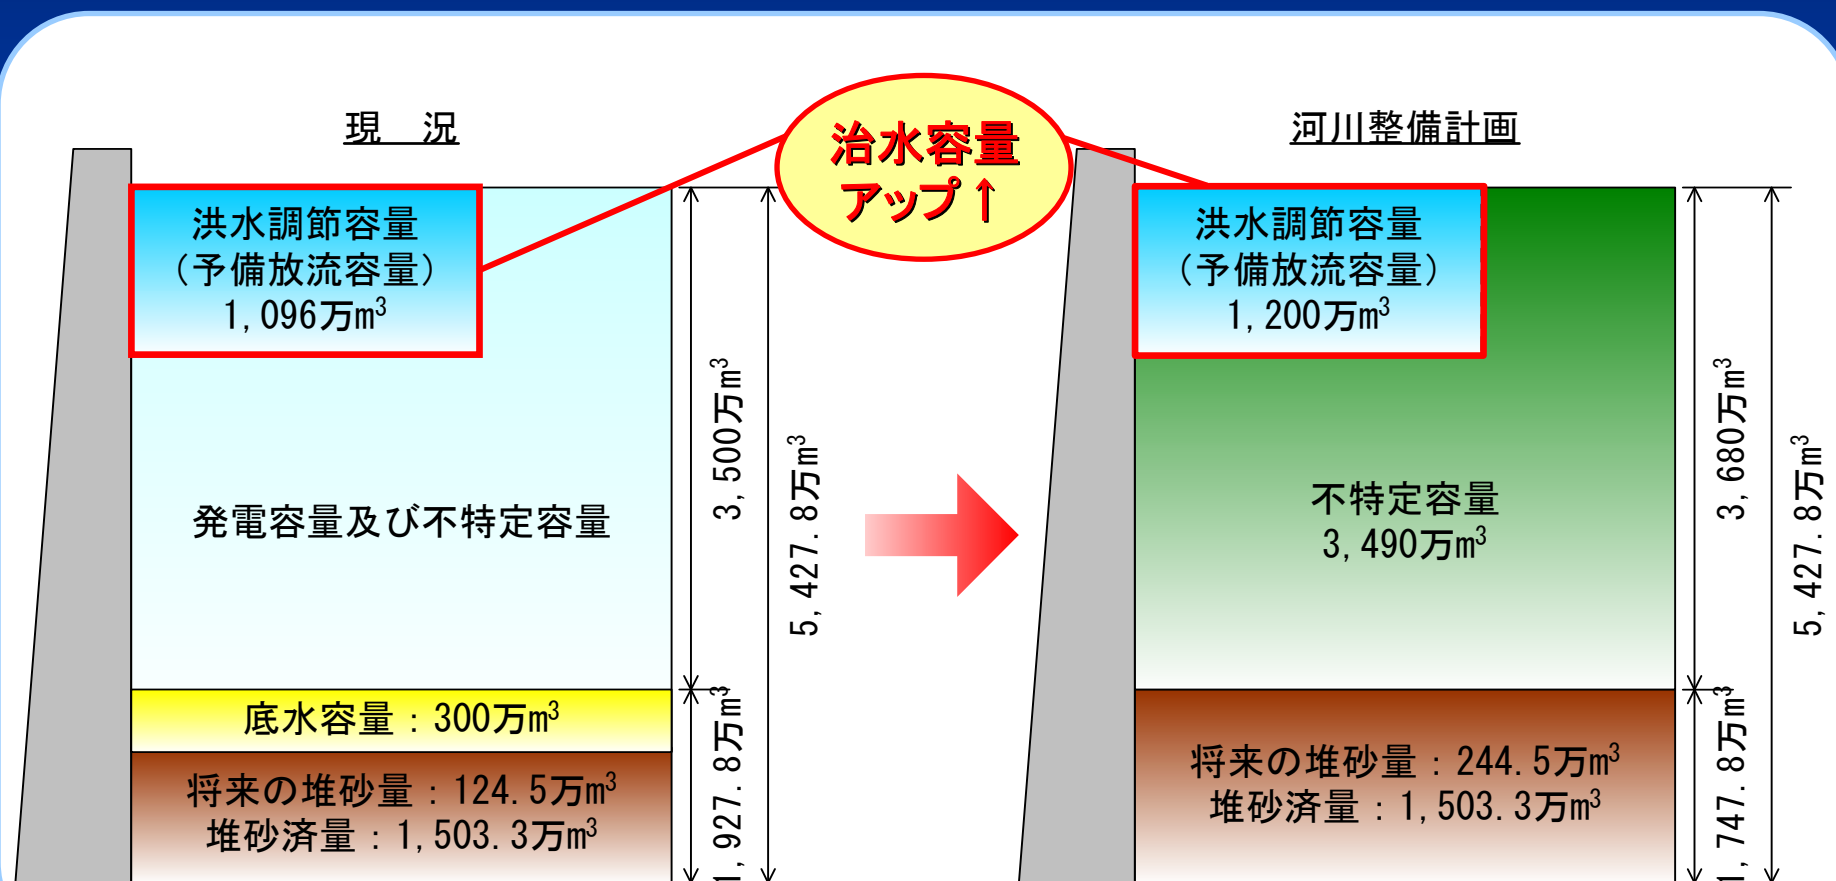 現　況
治水容量
アップ↑
河川整備計画
洪水調節容量
（予備放流容量）
1,096万m³
発電容量及び不特定容量
底水容量：300万m³
将来の堆砂量：124.5万m³
堆砂済量：1,503.3万m³
3,500万m³
1,927.8万m³
5,427.8万m³
洪水調節容量
（予備放流容量）
1,200万m³
不特定容量
3,490万m³
将来の堆砂量：244.5万m³
堆砂済量：1,503.3万m³
3,680万m³
1,747.8万m³
5,427.8万m³